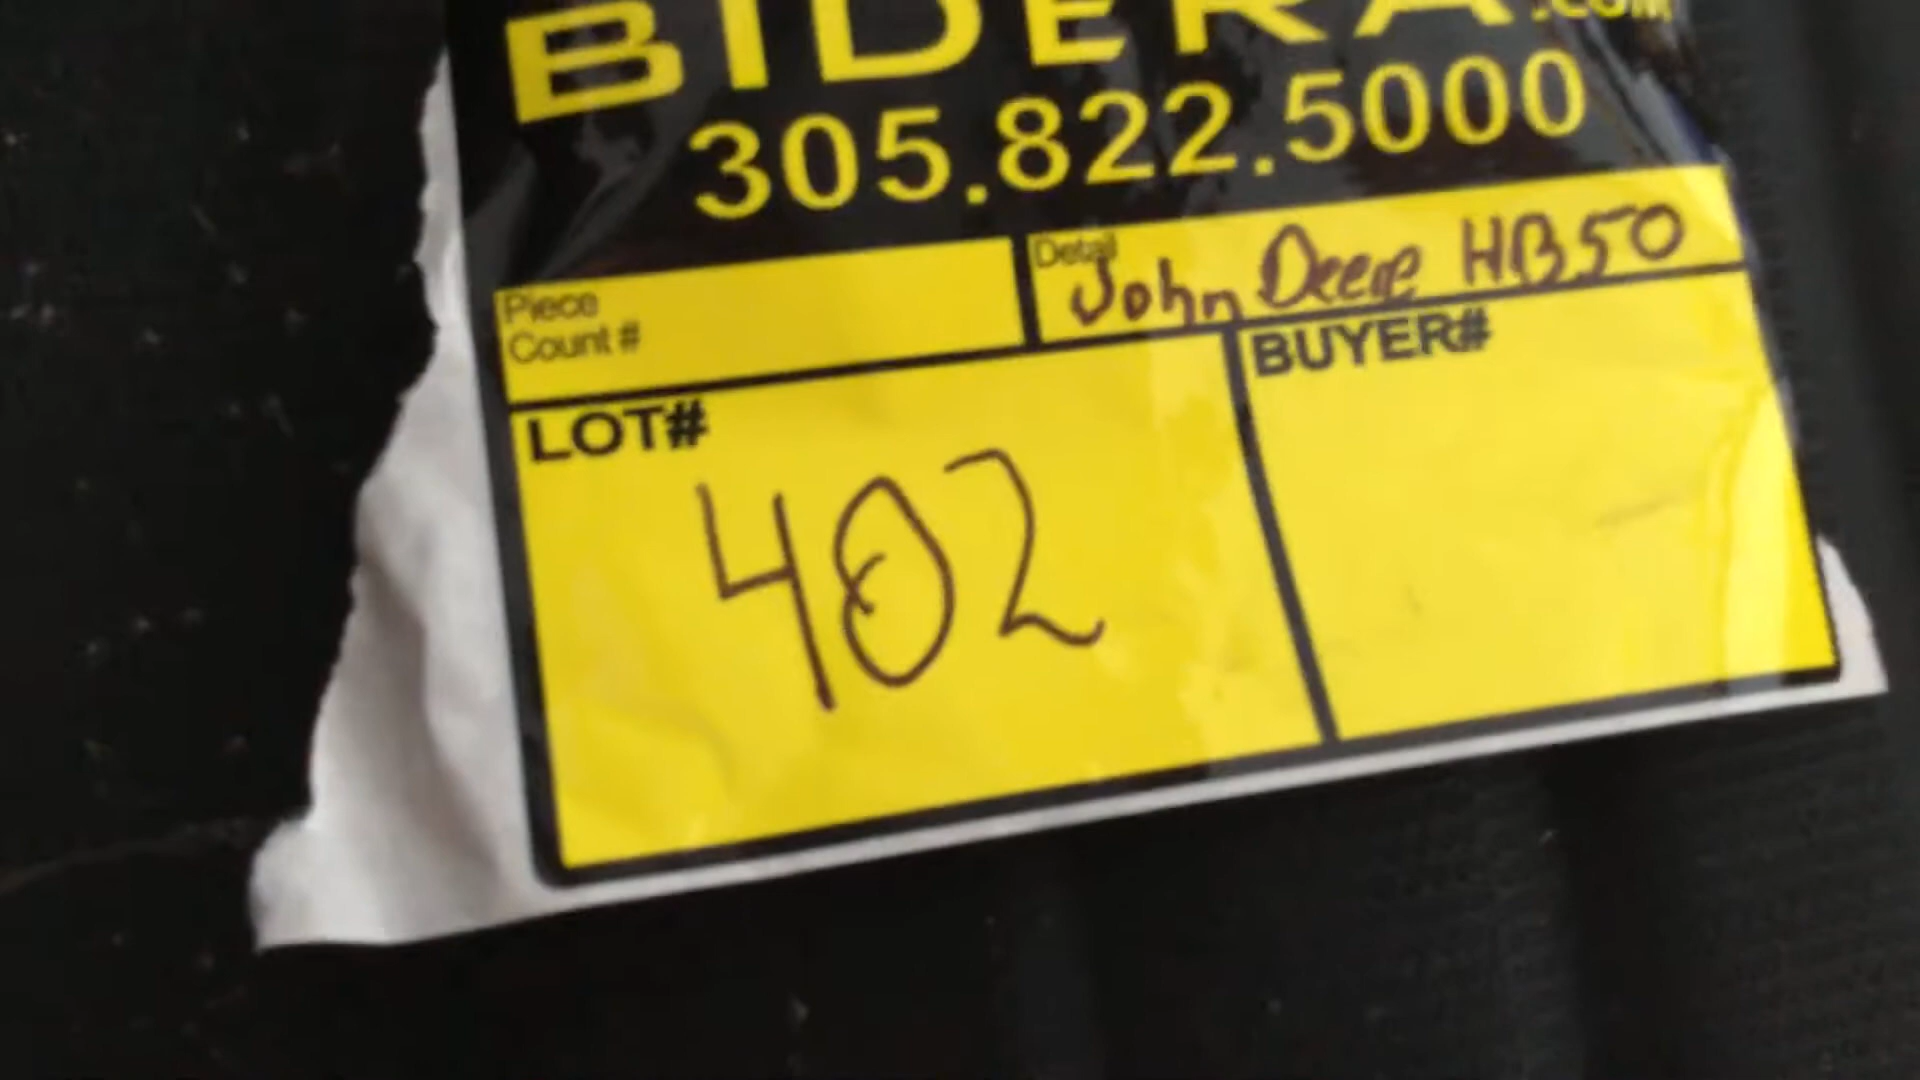 BIDERA.com
305.822.5000
Piece
Count #
Detail
John Deere HB50
LOT#
402
BUYER#